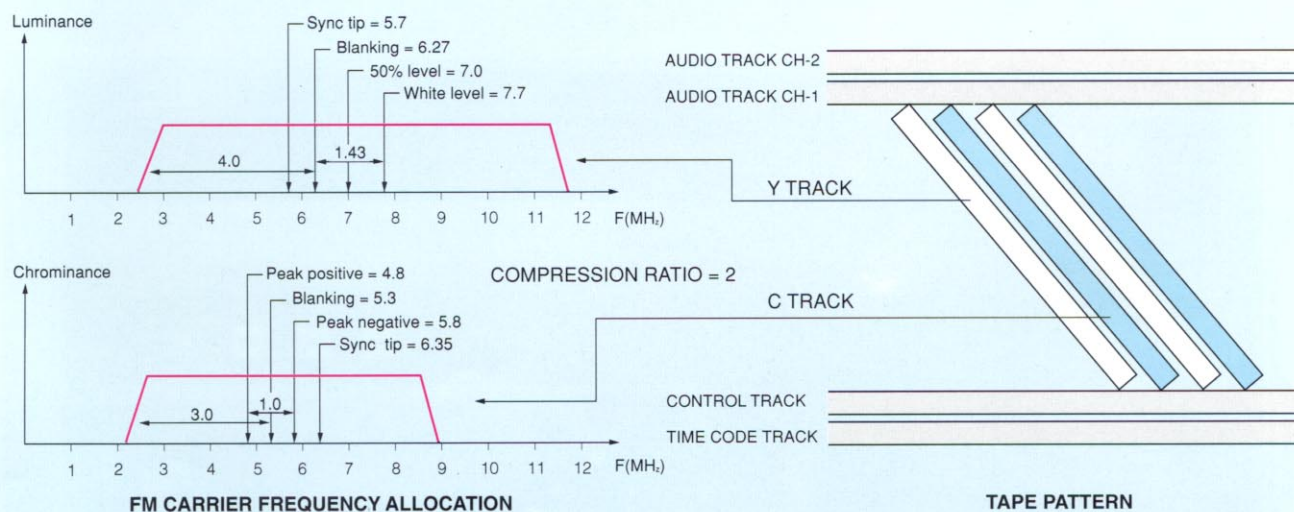 Luminance
Sync tip = 5.7
Blanking = 6.27
50% level = 7.0
White level = 7.7
4.0
1.43
1 2 3 4 5 6 7 8 9 10 11 12 F(MHz)
Chrominance
Peak positive = 4.8
Blanking = 5.3
Peak negative = 5.8
Sync tip = 6.35
3.0
1.0
1 2 3 4 5 6 7 8 9 10 11 12 F(MHz)
FM CARRIER FREQUENCY ALLOCATION
COMPRESSION RATIO = 2
AUDIO TRACK CH-2
AUDIO TRACK CH-1
Y TRACK
C TRACK
CONTROL TRACK
TIME CODE TRACK
TAPE PATTERN